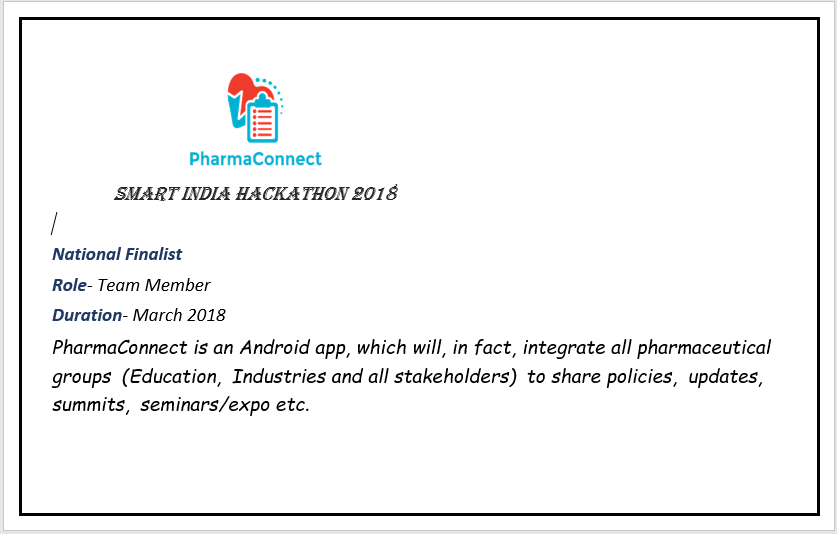 PharmaConnect
SMART INDIA HACKATHON 2018
National Finalist
Role- Team Member
Duration- March 2018
PharmaConnect is an Android app, which will, in fact, integrate all pharmaceutical
groups (Education, Industries and all stakeholders) to share policies, updates,
summits, seminars/expo etc.